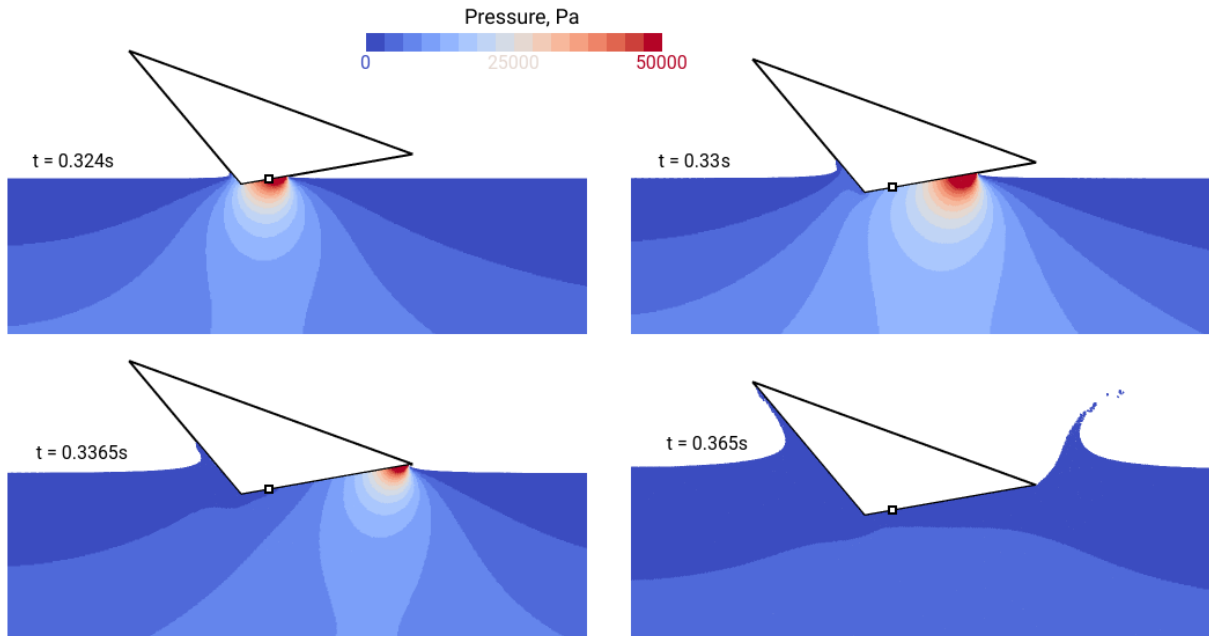 Pressure, Pa
0 25000 50000
t = 0.324s
t = 0.33s
t = 0.3365s
t = 0.365s